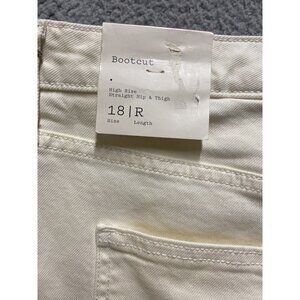 Bootcut
High Rise
Straight Hip & Thigh
18|R
Size Length